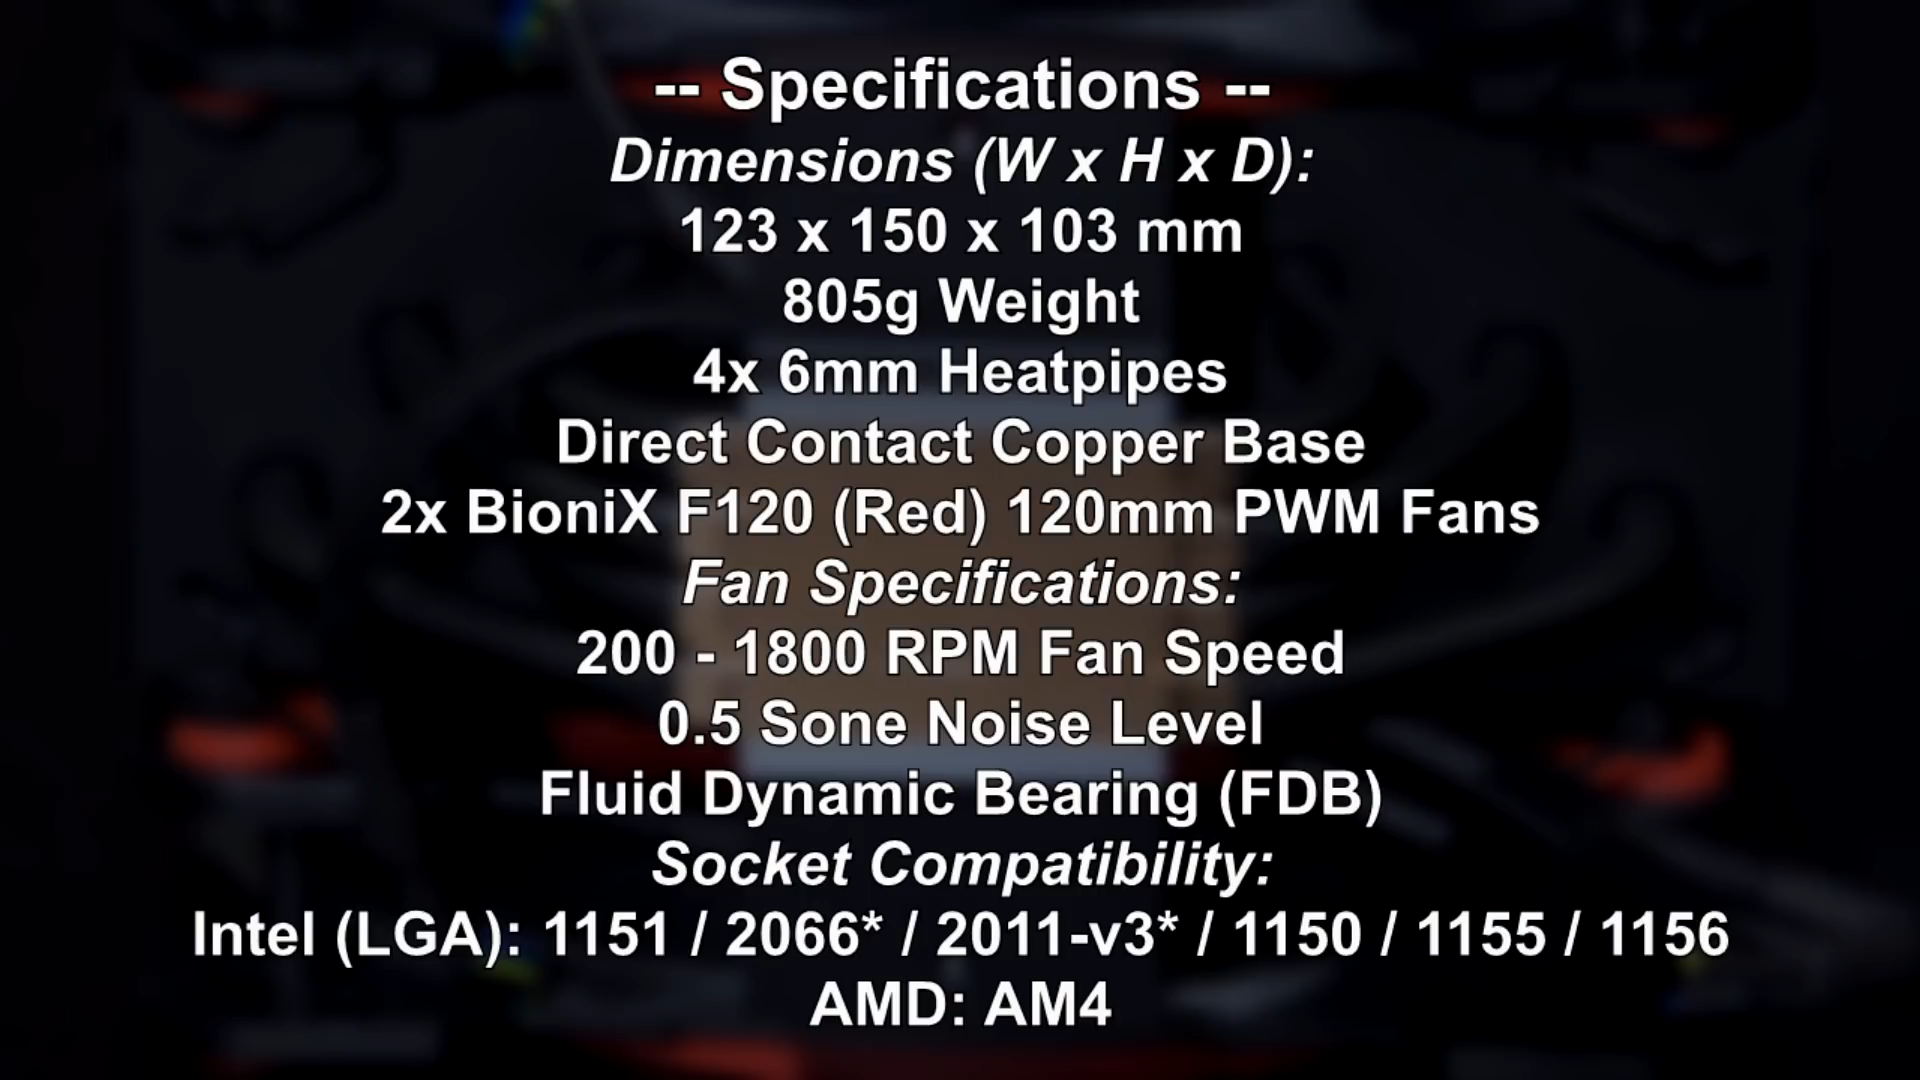 -- Specifications --
Dimensions (W x H x D):
123 x 150 x 103 mm
805g Weight
4x 6mm Heatpipes
Direct Contact Copper Base
2x BioniX F120 (Red) 120mm PWM Fans
Fan Specifications:
200 - 1800 RPM Fan Speed
0.5 Sone Noise Level
Fluid Dynamic Bearing (FDB)
Socket Compatibility:
Intel (LGA): 1151 / 2066* / 2011-v3* / 1150 / 1155 / 1156
AMD: AM4